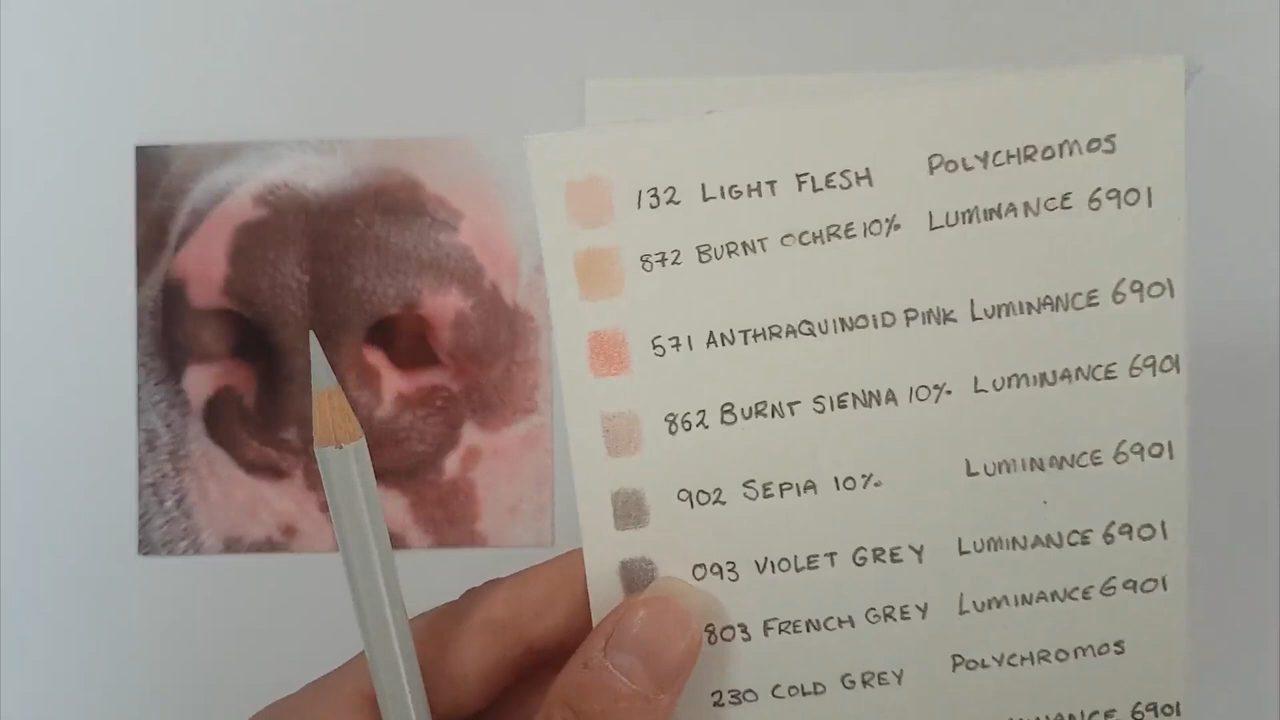 132 LIGHT FLESH POLYCHROMOS
872 BURNT OCHRE 10% LUMINANCE 6901
571 ANTHRAQUINOID PINK LUMINANCE 6901
862 BURNT SIENNA 10% LUMINANCE 6901
902 SEPIA 10% LUMINANCE 6901
093 VIOLET GREY LUMINANCE 6901
803 FRENCH GREY LUMINANCE 6901
230 COLD GREY POLYCHROMOS
6901